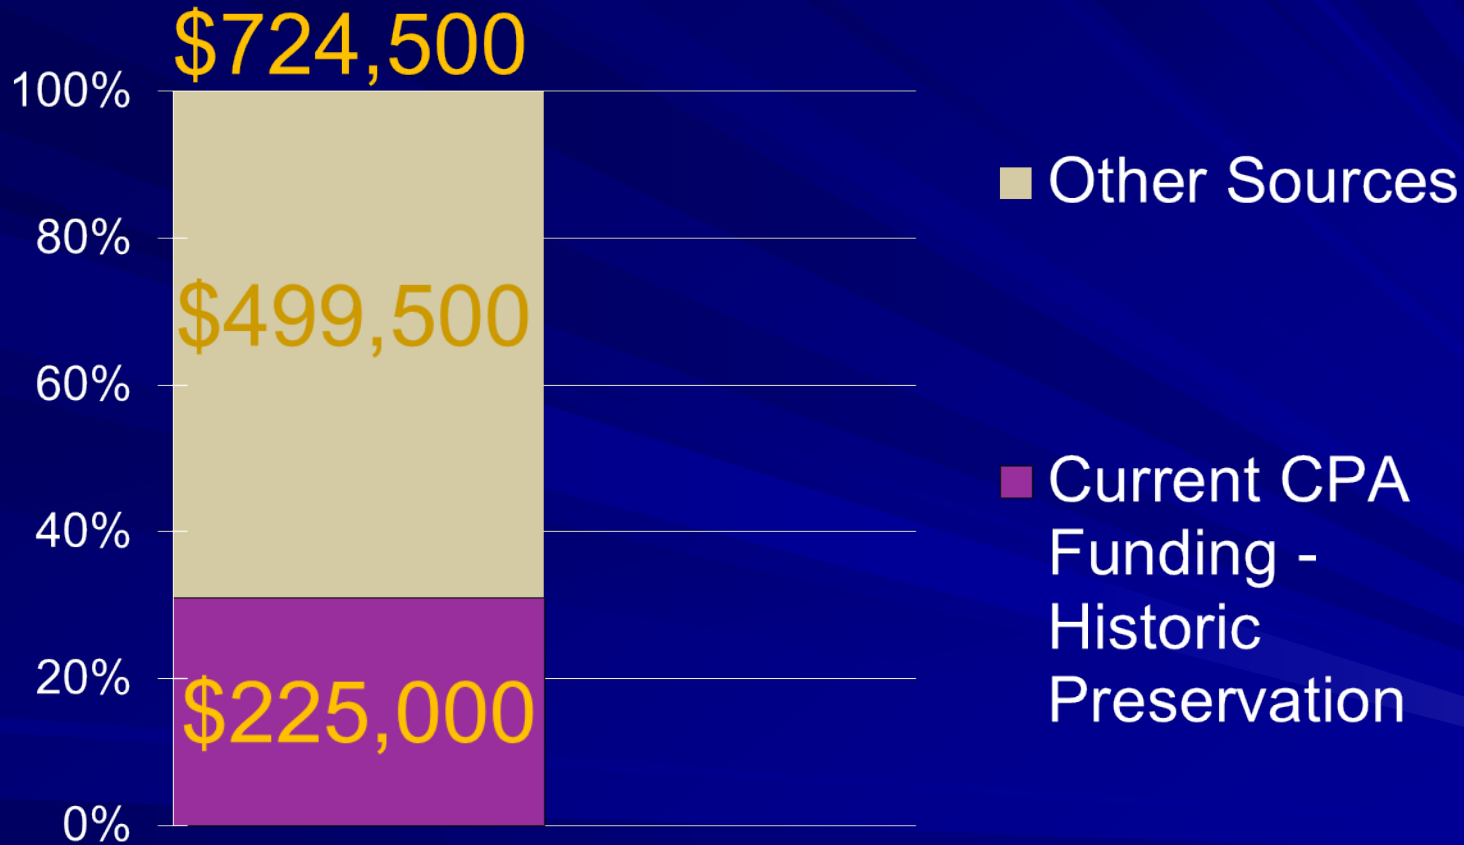 $724,500
100%
80%
60%
40%
20%
0%
$499,500
$225,000
Other Sources
Current CPA
Funding -
Historic
Preservation